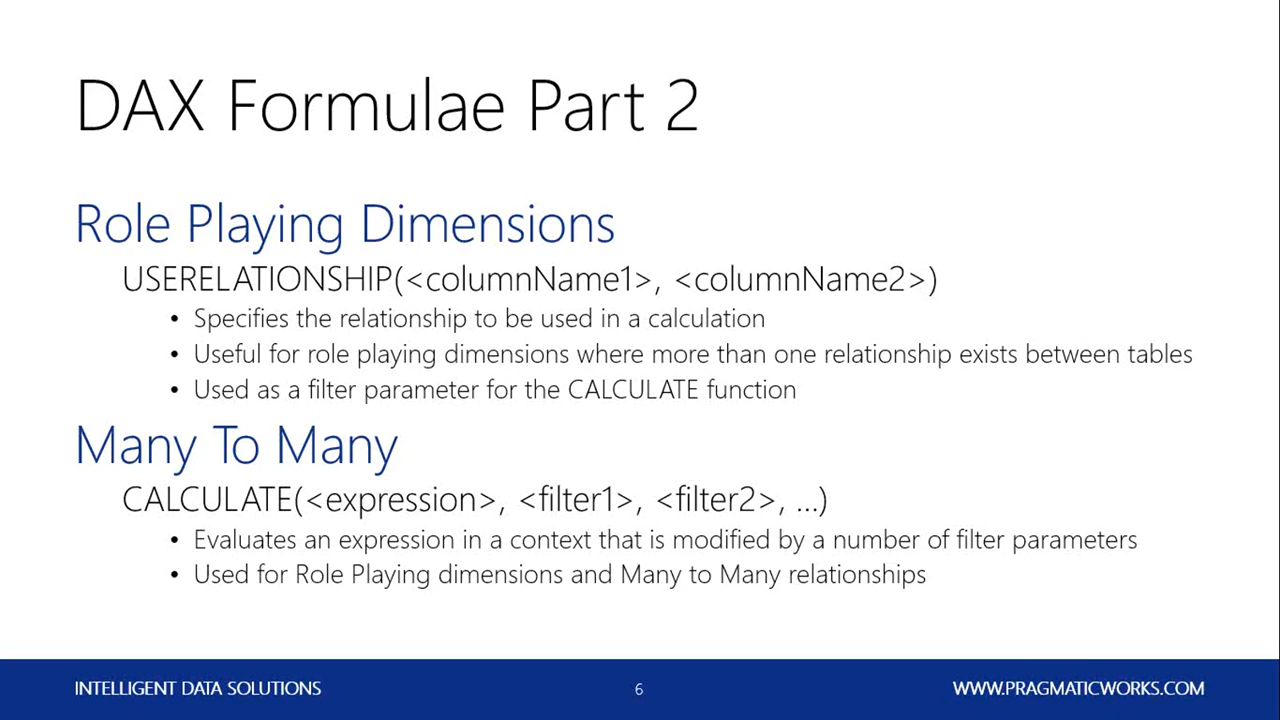 DAX Formulae Part 2
Role Playing Dimensions
USERELATIONSHIP(<columnName1>, <columnName2>)
• Specifies the relationship to be used in a calculation
• Useful for role playing dimensions where more than one relationship exists between tables
• Used as a filter parameter for the CALCULATE function
Many To Many
CALCULATE(<expression>, <filter1>, <filter2>, …)
• Evaluates an expression in a context that is modified by a number of filter parameters
• Used for Role Playing dimensions and Many to Many relationships
INTELLIGENT DATA SOLUTIONS
6
WWW.PRAGMATICWORKS.COM